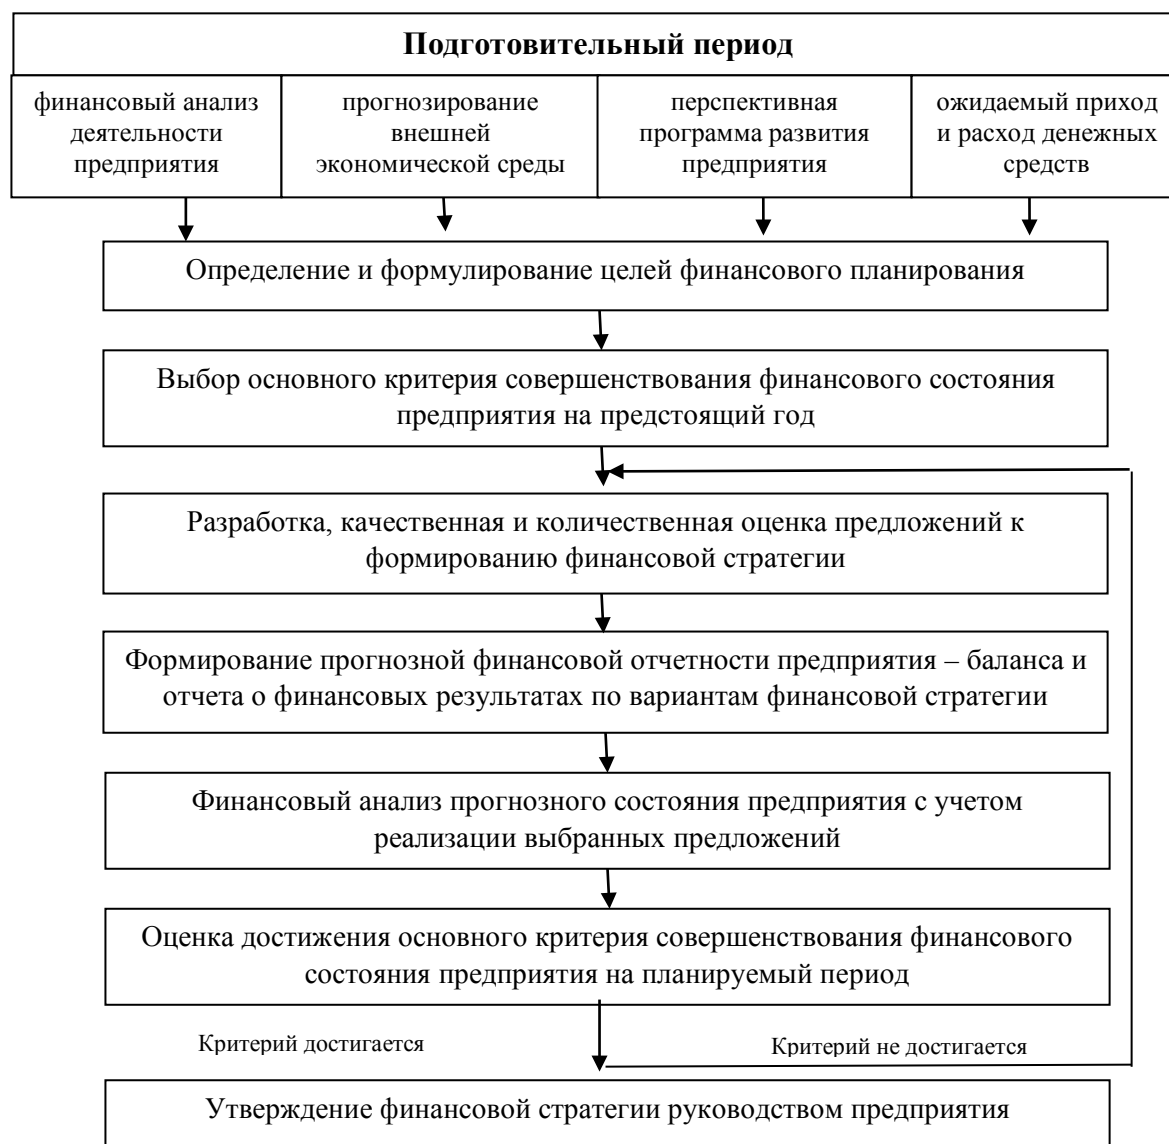 Подготовительный период
финансовый анализ
деятельности
предприятия
прогнозирование
внешней
экономической среды
перспективная
программа развития
предприятия
ожидаемый приход
и расход денежных
средств
Определение и формулирование целей финансового планирования
Выбор основного критерия совершенствования финансового состояния
предприятия на предстоящий год
Разработка, качественная и количественная оценка предложений к
формированию финансовой стратегии
Формирование прогнозной финансовой отчетности предприятия – баланса и
отчета о финансовых результатах по вариантам финансовой стратегии
Финансовый анализ прогнозного состояния предприятия с учетом
реализации выбранных предложений
Оценка достижения основного критерия совершенствования финансового
состояния предприятия на планируемый период
Критерий достигается
Критерий не достигается
Утверждение финансовой стратегии руководством предприятия